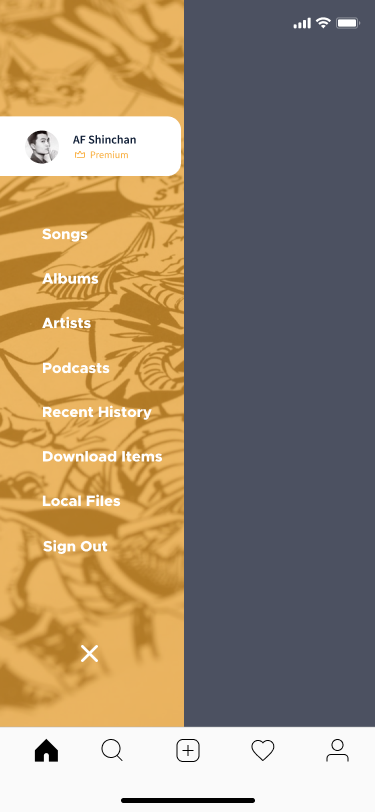 AF Shinchan
Premium
Songs
Albums
Artists
Podcasts
Recent History
Download Items
Local Files
Sign Out